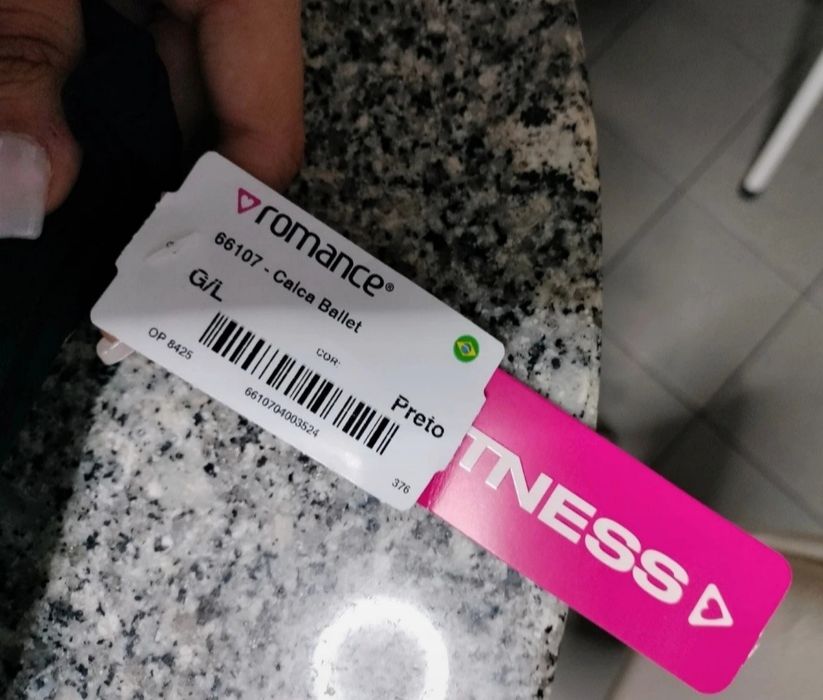 romance®
66107 - Calca Ballet
G/L
COR:
Preto
OP 8425
6610704003524
376
TNESS